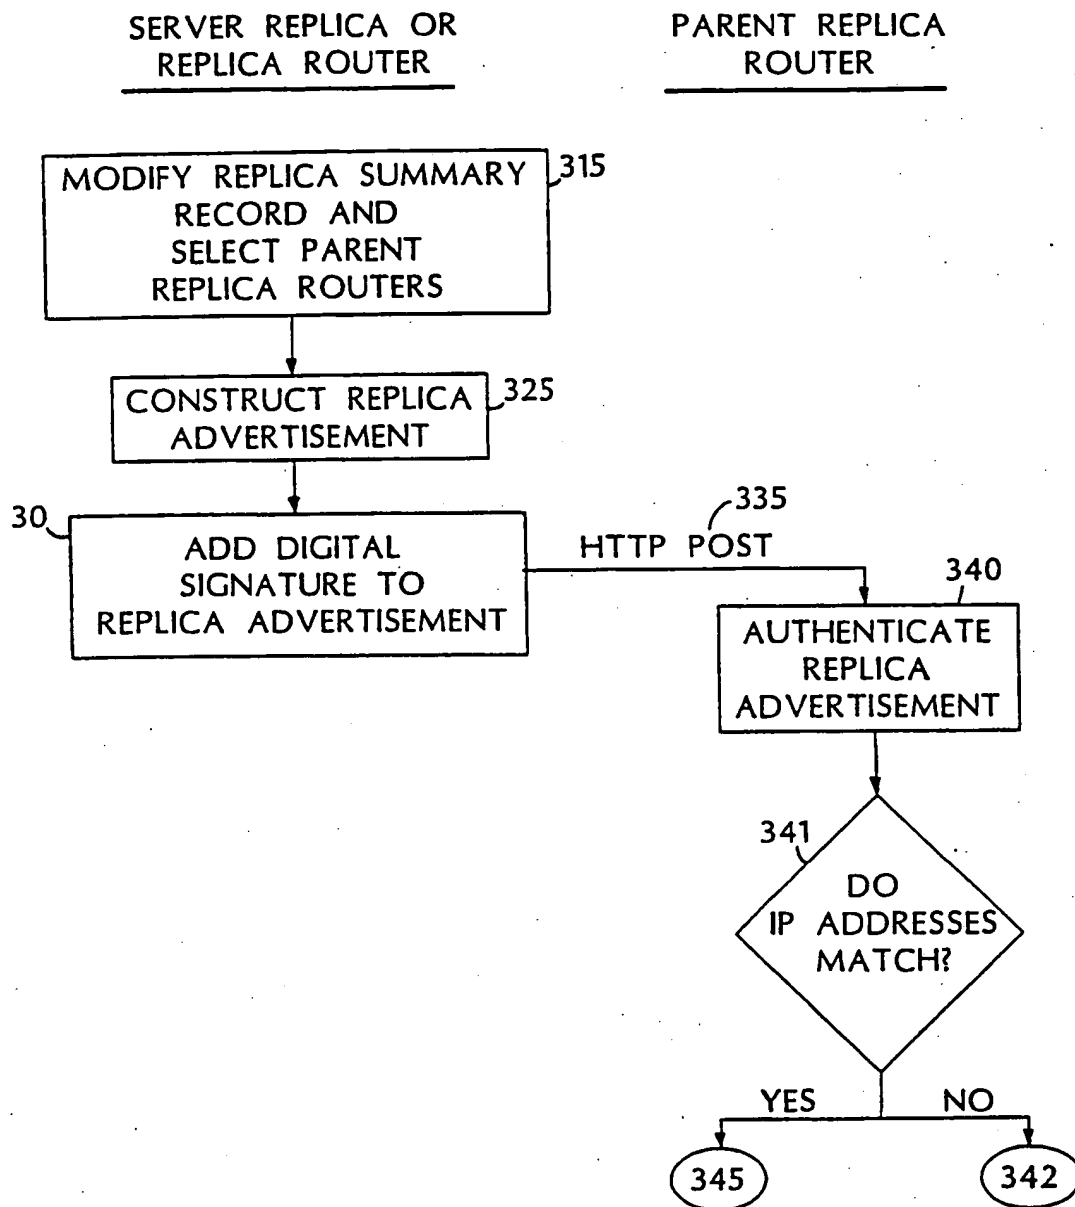 SERVER REPLICA OR
REPLICA ROUTER
PARENT REPLICA
ROUTER
MODIFY REPLICA SUMMARY
RECORD AND
SELECT PARENT
REPLICA ROUTERS
315
CONSTRUCT REPLICA
ADVERTISEMENT
325
30
ADD DIGITAL
SIGNATURE TO
REPLICA ADVERTISEMENT
335
HTTP POST
340
AUTHENTICATE
REPLICA
ADVERTISEMENT
341
DO
IP ADDRESSES
MATCH?
YES
NO
345
342